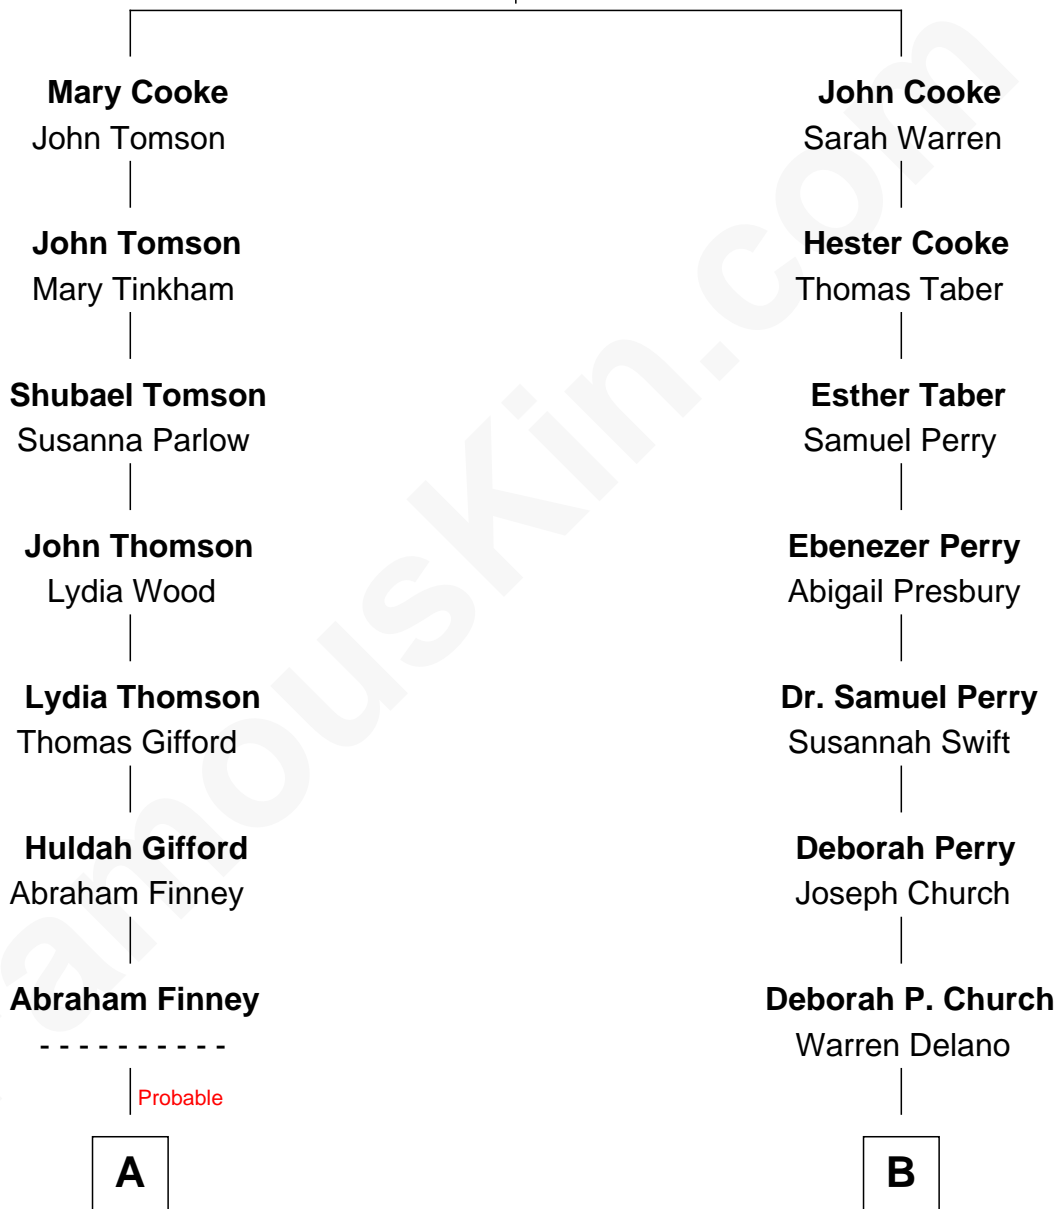 Mary Cooke
John Tomson
John Cooke
Sarah Warren
John Tomson
Mary Tinkham
Hester Cooke
Thomas Taber
Shubael Tomson
Susanna Parlow
Esther Taber
Samuel Perry
John Thomson
Lydia Wood
Ebenezer Perry
Abigail Presbury
Lydia Thomson
Thomas Gifford
Dr. Samuel Perry
Susannah Swift
Huldah Gifford
Abraham Finney
Deborah Perry
Joseph Church
Abraham Finney
- - - - - - - - - -
Deborah P. Church
Warren Delano
Probable
A
B
amouskin.com